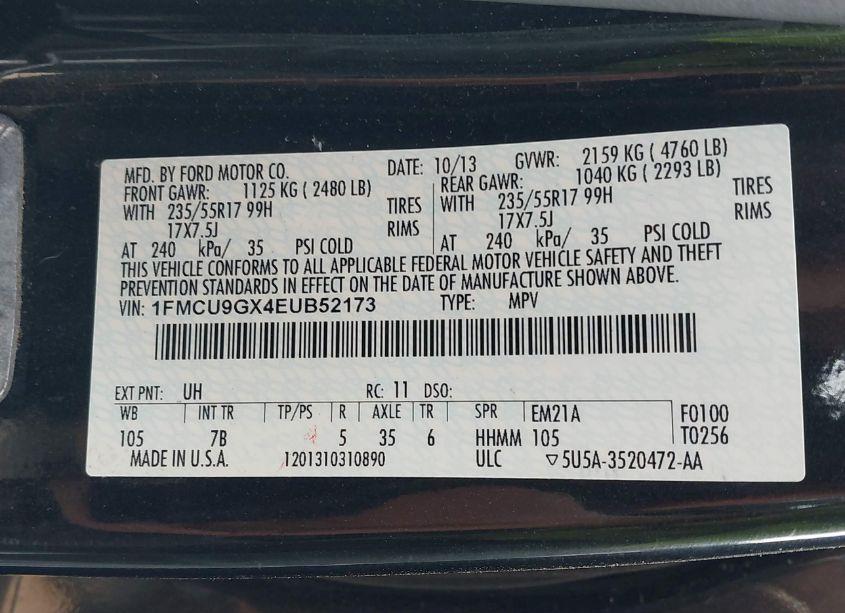 MFD. BY FORD MOTOR CO. DATE: 10/13 GVWR: 2159 KG ( 4760 LB)
FRONT GAWR: 1125 KG ( 2480 LB) REAR GAWR: 1040 KG ( 2293 LB)
WITH 235/55R17 99H TIRES WITH 235/55R17 99H TIRES
17X7.5J RIMS 17X7.5J RIMS
AT 240 kPa/ 35 PSI COLD AT 240 kPa/ 35 PSI COLD
THIS VEHICLE CONFORMS TO ALL APPLICABLE FEDERAL MOTOR VEHICLE SAFETY AND THEFT
PREVENTION STANDARDS IN EFFECT ON THE DATE OF MANUFACTURE SHOWN ABOVE.
VIN: 1FMCU9GX4EUB52173 TYPE: MPV
EXT PNT: UH RC: 11 DSO:
WB INT TR TP/PS R AXLE TR SPR EM21A F0100
105 7B 5 35 6 HHMM 105 T0256
MADE IN U.S.A. 1201310310890 ULC ▽5U5A-3520472-AA